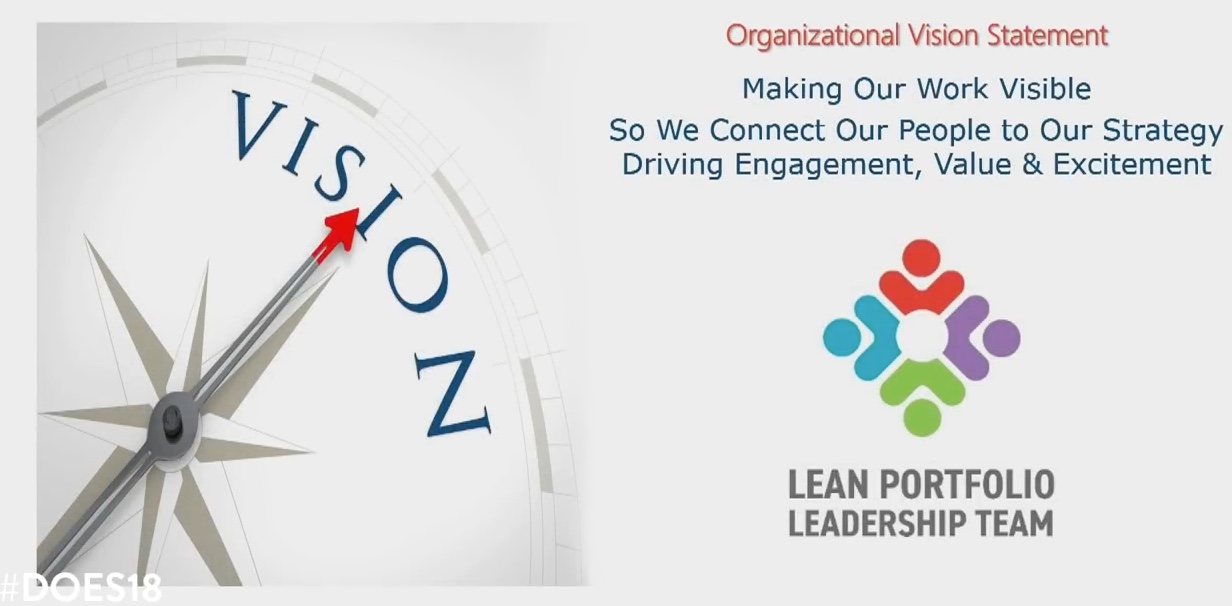 VISION
Organizational Vision Statement
Making Our Work Visible
So We Connect Our People to Our Strategy
Driving Engagement, Value & Excitement
LEAN PORTFOLIO
LEADERSHIP TEAM
#DOES18